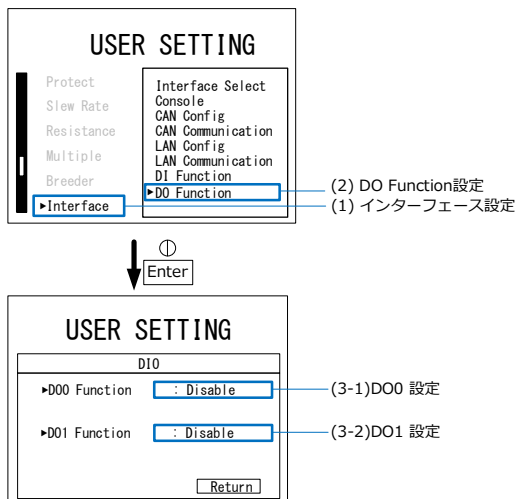 USER SETTING
Protect
Slew Rate
Resistance
Multiple
Breeder
▶Interface
Interface Select
Console
CAN Config
CAN Communication
LAN Config
LAN Communication
DI Function
▶DO Function
(2) DO Function設定
(1) インターフェース設定
Enter
USER SETTING
DIO
▶DO0 Function : Disable
(3-1)DO0 設定
▶DO1 Function : Disable
(3-2)DO1 設定
Return